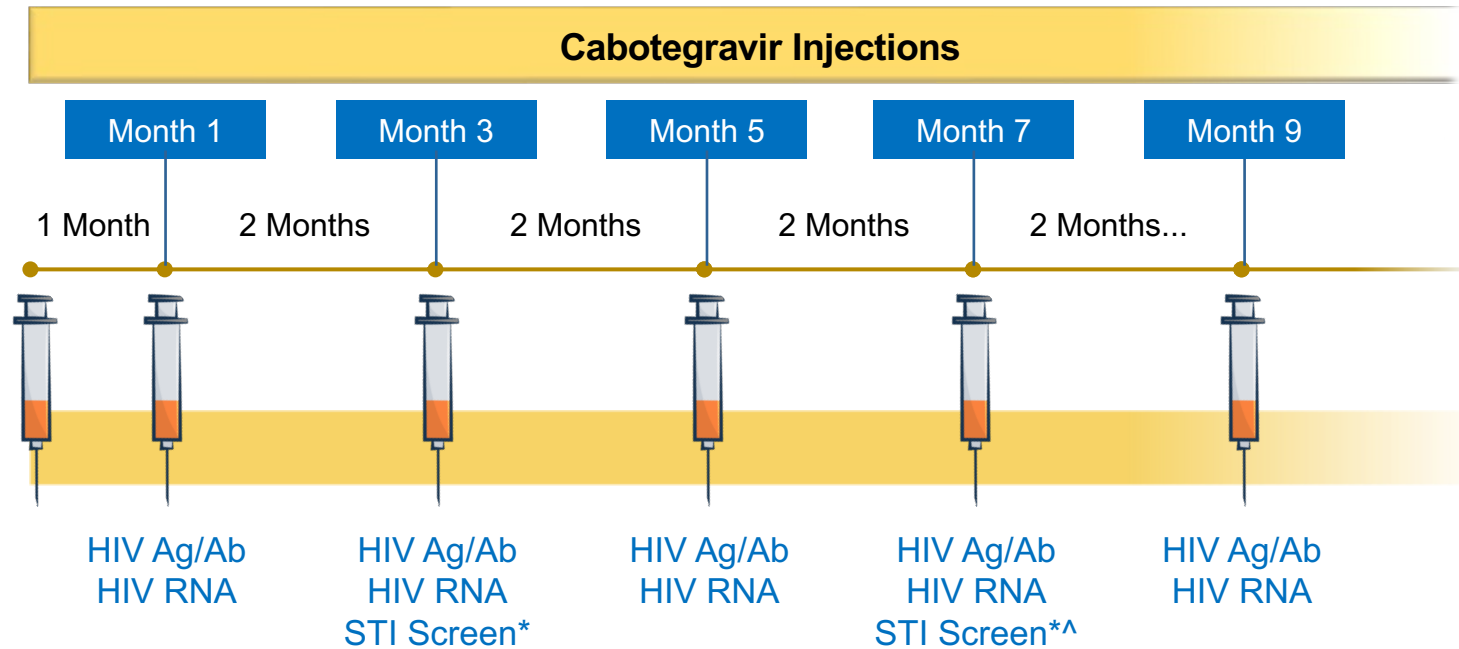 Cabotegravir Injections
Month 1
Month 3
Month 5
Month 7
Month 9
1 Month
2 Months
2 Months
2 Months
2 Months...
HIV Ag/Ab
HIV RNA
HIV Ag/Ab
HIV RNA
STI Screen*
HIV Ag/Ab
HIV RNA
HIV Ag/Ab
HIV RNA
STI Screen*^
HIV Ag/Ab
HIV RNA